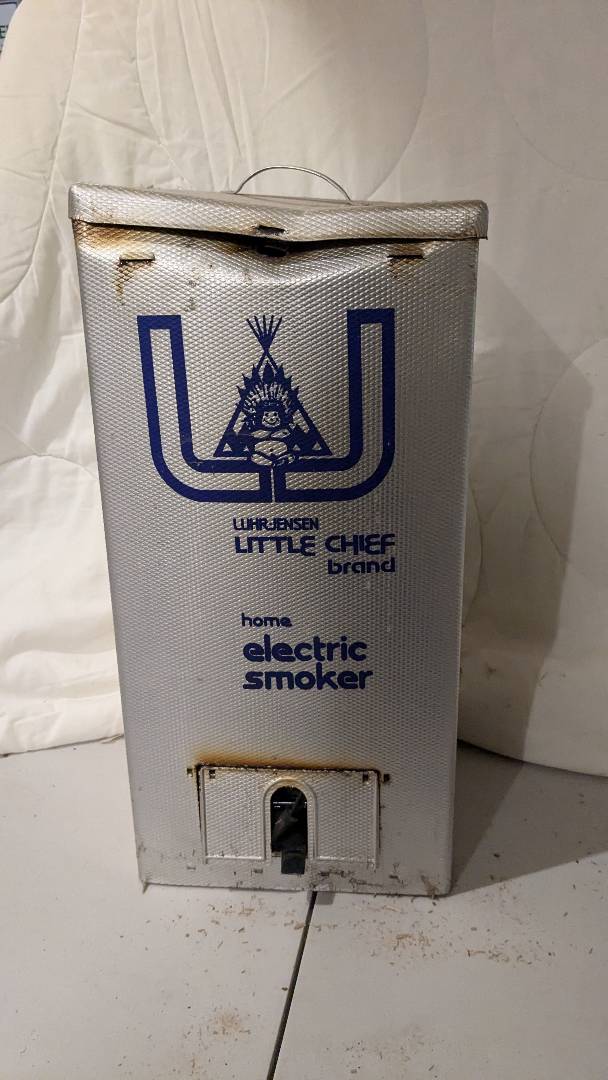 LUHR JENSEN
LITTLE CHIEF
brand
home
electric
smoker